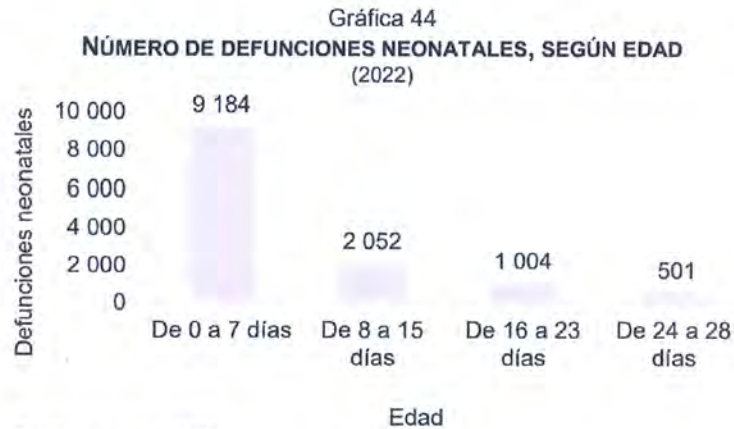 Gráfica 44
NÚMERO DE DEFUNCIONES NEONATALES, SEGÚN EDAD
(2022)
Defunciones neonatales
10 000
8 000
6 000
4 000
2 000
0
9 184
2 052
1 004
501
De 0 a 7 días
De 8 a 15
días
De 16 a 23
días
De 24 a 28
días
Edad